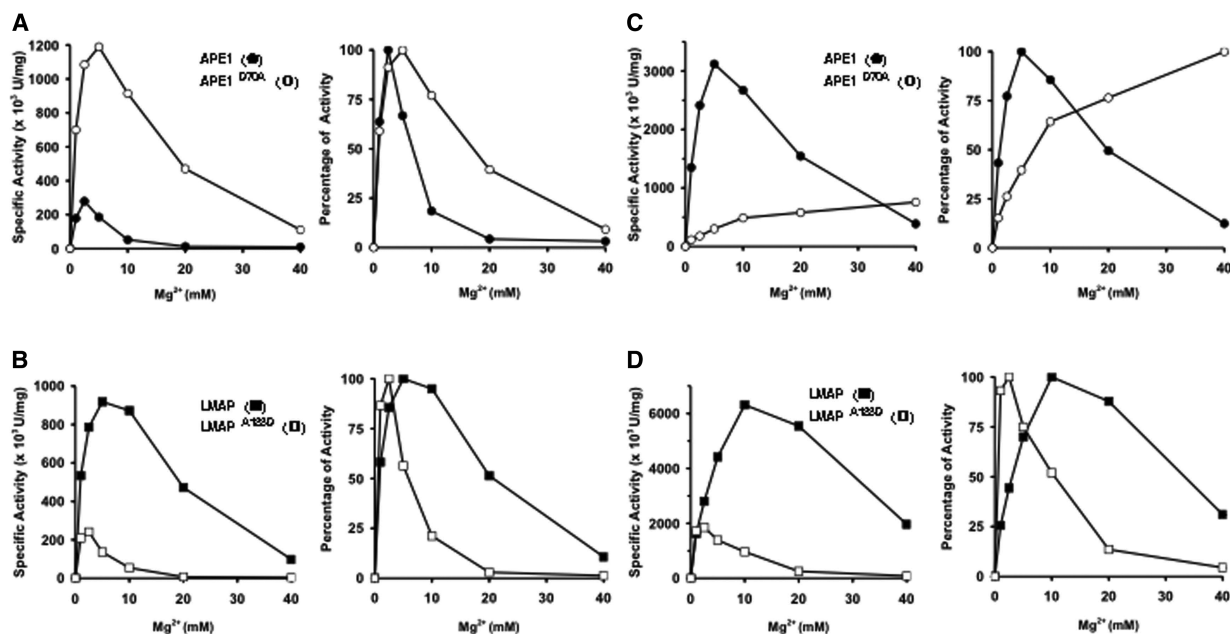 A
Specific Activity (x 10³ U/mg)
1200
1000
800
600
400
200
0
0 10 20 30 40
Mg²⁺ (mM)
APE1 (●)
APE1 D70A (○)
Percentage of Activity
100
75
50
25
0
0 10 20 30 40
Mg²⁺ (mM)
C
Specific Activity (x 10³ U/mg)
3000
2000
1000
0
0 10 20 30 40
Mg²⁺ (mM)
APE1 (●)
APE1 D70A (○)
Percentage of Activity
100
75
50
25
0
0 10 20 30 40
Mg²⁺ (mM)
B
Specific Activity (x 10³ U/mg)
1000
800
600
400
200
0
0 10 20 30 40
Mg²⁺ (mM)
LMAP (■)
LMAP (□)
Percentage of Activity
100
75
50
25
0
0 10 20 30 40
Mg²⁺ (mM)
D
Specific Activity (x 10³ U/mg)
6000
4000
2000
0
0 10 20 30 40
Mg²⁺ (mM)
LMAP (■)
LMAP (□)
Percentage of Activity
100
75
50
25
0
0 10 20 30 40
Mg²⁺ (mM)